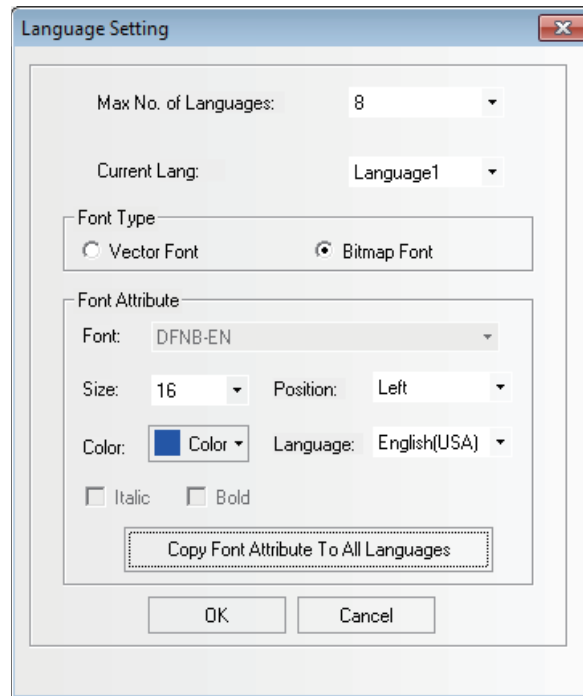 Language Setting
Max No. of Languages: 8
Current Lang: Language1
Font Type
Vector Font Bitmap Font
Font Attribute
Font: DFNB-EN
Size: 16 Position: Left
Color: Color Language: English(USA)
Italic Bold
Copy Font Attribute To All Languages
OK Cancel